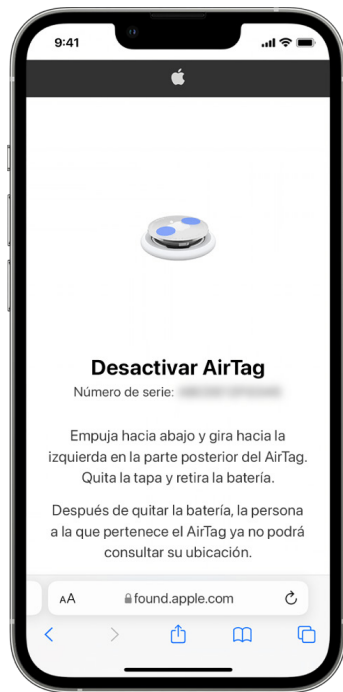 9:41
Desactivar AirTag
Número de serie:
Empuja hacia abajo y gira hacia la
izquierda en la parte posterior del AirTag.
Quita la tapa y retira la batería.
Después de quitar la batería, la persona
a la que pertenece el AirTag ya no podrá
consultar su ubicación.
AA found.apple.com